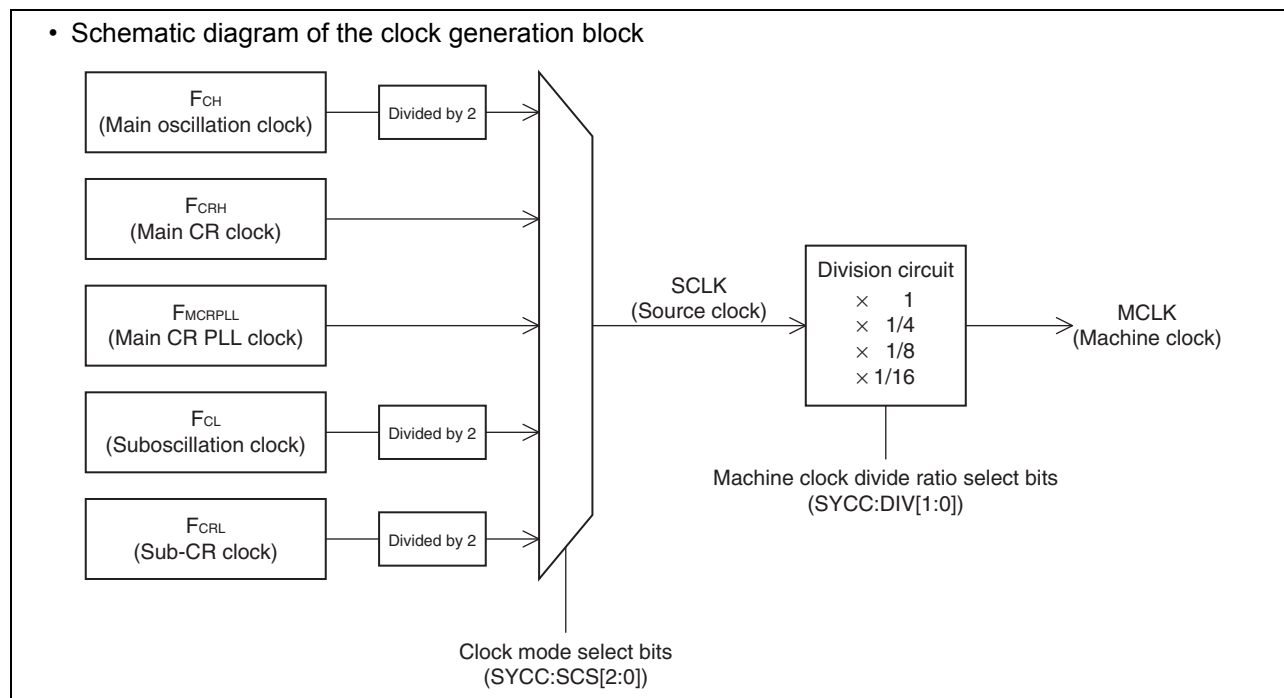 • Schematic diagram of the clock generation block
FCH
(Main oscillation clock)
Divided by 2
FCRH
(Main CR clock)
FMCRPLL
(Main CR PLL clock)
FCL
(Suboscillation clock)
Divided by 2
FCRL
(Sub-CR clock)
Divided by 2
Clock mode select bits
(SYCC:SCS[2:0])
SCLK
(Source clock)
Division circuit
× 1
× 1/4
× 1/8
× 1/16
Machine clock divide ratio select bits
(SYCC:DIV[1:0])
MCLK
(Machine clock)